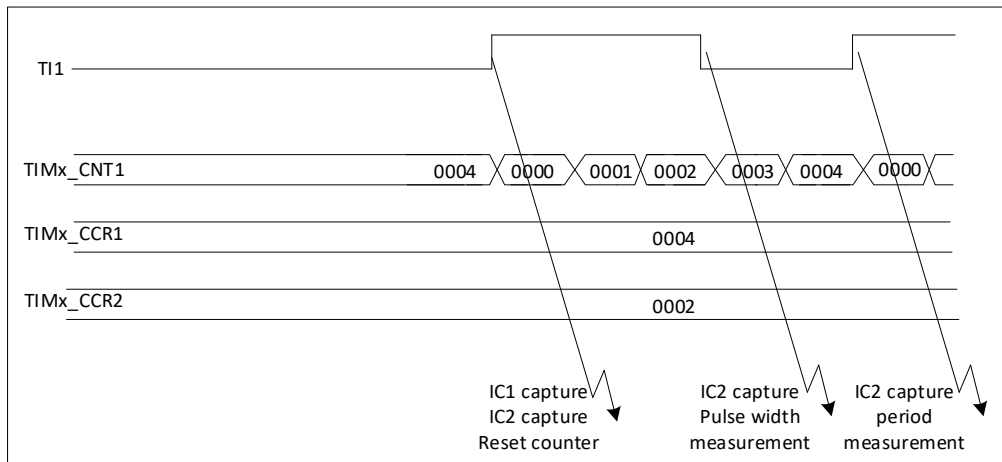 TI1
TIMx_CNT1
0004 0000 0001 0002 0003 0004 0000
TIMx_CCR1
0004
TIMx_CCR2
0002
IC1 capture
IC2 capture
Reset counter
IC2 capture
Pulse width
measurement
IC2 capture
period
measurement